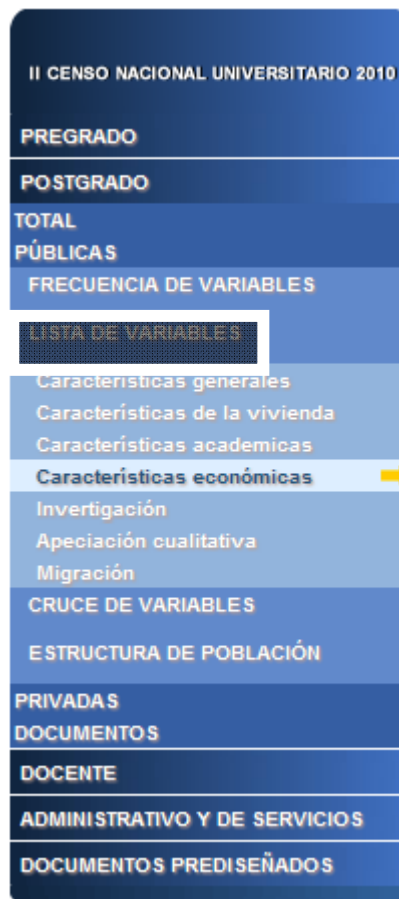 II CENSO NACIONAL UNIVERSITARIO 2010
PREGRADO
POSTGRADO
TOTAL
PÚBLICAS
FRECUENCIA DE VARIABLES
LISTA DE VARIABLES
Características generales
Características de la vivienda
Características academicas
Características económicas
Invertigación
Apeciación cualitativa
Migración
CRUCE DE VARIABLES
ESTRUCTURA DE POBLACIÓN
PRIVADAS
DOCUMENTOS
DOCENTE
ADMINISTRATIVO Y DE SERVICIOS
DOCUMENTOS PREDISEÑADOS